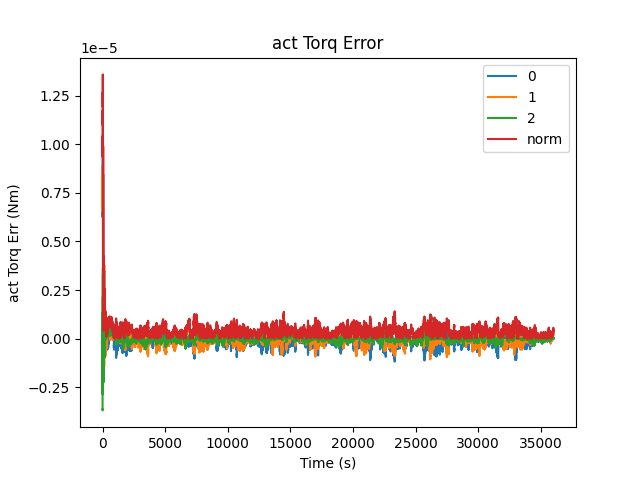 act Torq Error
1e−5
0
1
2
norm
1.25
1.00
0.75
0.50
0.25
0.00
−0.25
act Torq Err (Nm)
0 5000 10000 15000 20000 25000 30000 35000
Time (s)